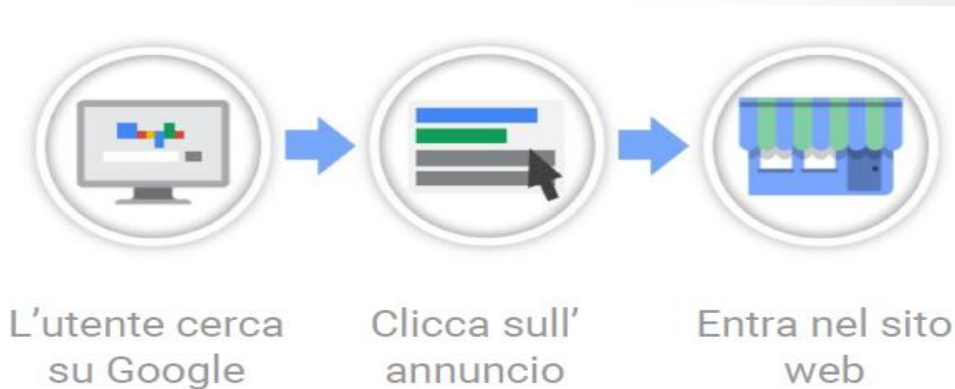 L'utente cerca
su Google
Clicca sull'
annuncio
Entra nel sito
web